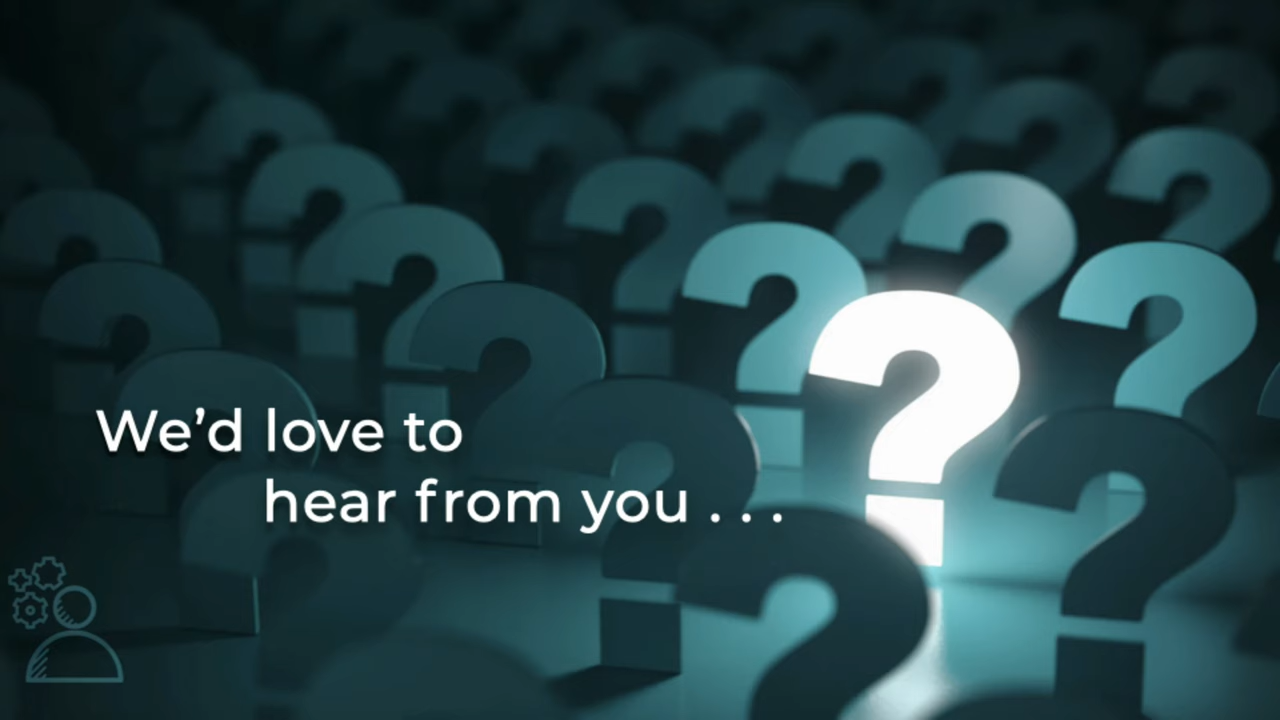 We’d love to
hear from you . . .